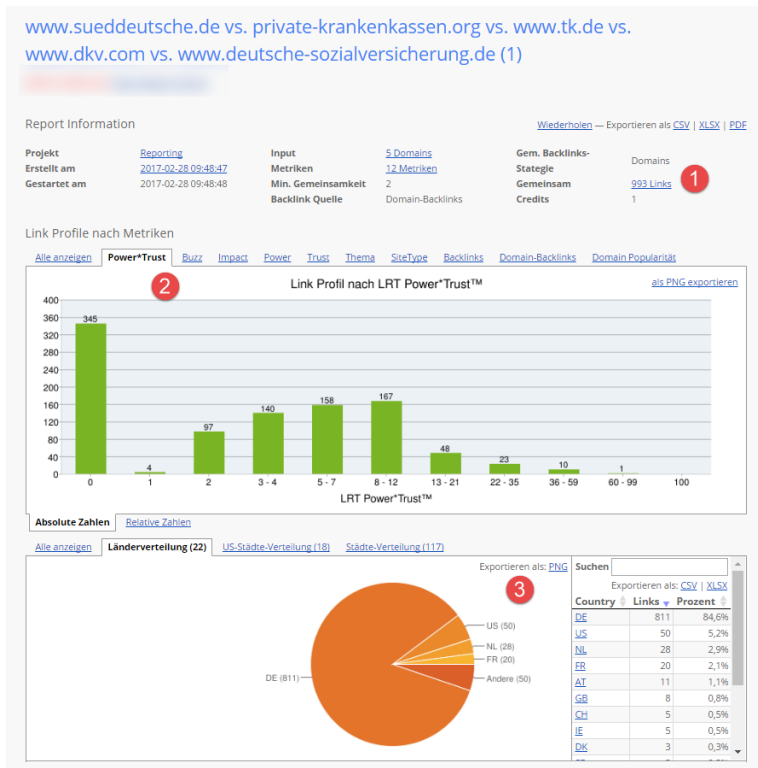 www.sueddeutsche.de vs. private-krankenkassen.org vs. www.tk.de vs.
www.dkv.com vs. www.deutsche-sozialversicherung.de (1)
Report Information
Wiederholen — Exportieren als CSV | XLSX | PDF
Projekt Reporting Input 5 Domains Gem. Backlinks-
Stategie Domains
Erstellt am 2017-02-28 09:48:47 Metriken 12 Metriken
Gestartet am 2017-02-28 09:48:48 Min. Gemeinsamkeit 2 Gemeinsam 993 Links 1
Backlink Quelle Domain-Backlinks Credits 1
Link Profile nach Metriken
Alle anzeigen Power*Trust Buzz Impact Power Trust Thema SiteType Backlinks Domain-Backlinks Domain Popularität
2
Link Profil nach LRT Power*Trust™
als PNG exportieren
400
360
320
280
240
200
160
120
80
40
0
345
4
97
140
158
167
48
23
10
1
0 1 2 3 - 4 5 - 7 8 - 12 13 - 21 22 - 35 36 - 59 60 - 99 100
LRT Power*Trust™
Absolute Zahlen Relative Zahlen
Alle anzeigen Länderverteilung (22) US-Städte-Verteilung (18) Städte-Verteilung (117)
Exportieren als: PNG
3
US (50)
NL (28)
FR (20)
DE (811)
Andere (50)
Suchen
Exportieren als: CSV | XLSX
Country Links Prozent
DE 811 84,6%
US 50 5,2%
NL 28 2,9%
FR 20 2,1%
AT 11 1,1%
GB 8 0,8%
CH 5 0,5%
IE 5 0,5%
DK 3 0,3%